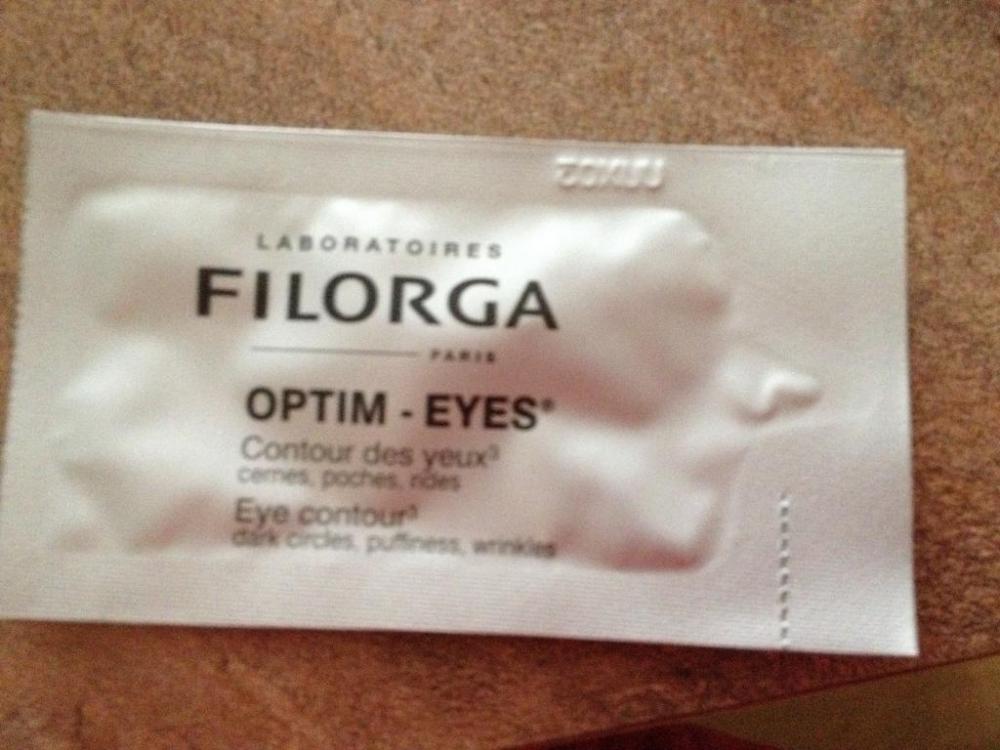 LABORATOIRES
FILORGA
PARIS
OPTIM - EYES®
Contour des yeux³
cernes, poches, rides
Eye contour³
dark circles, puffiness, wrinkles